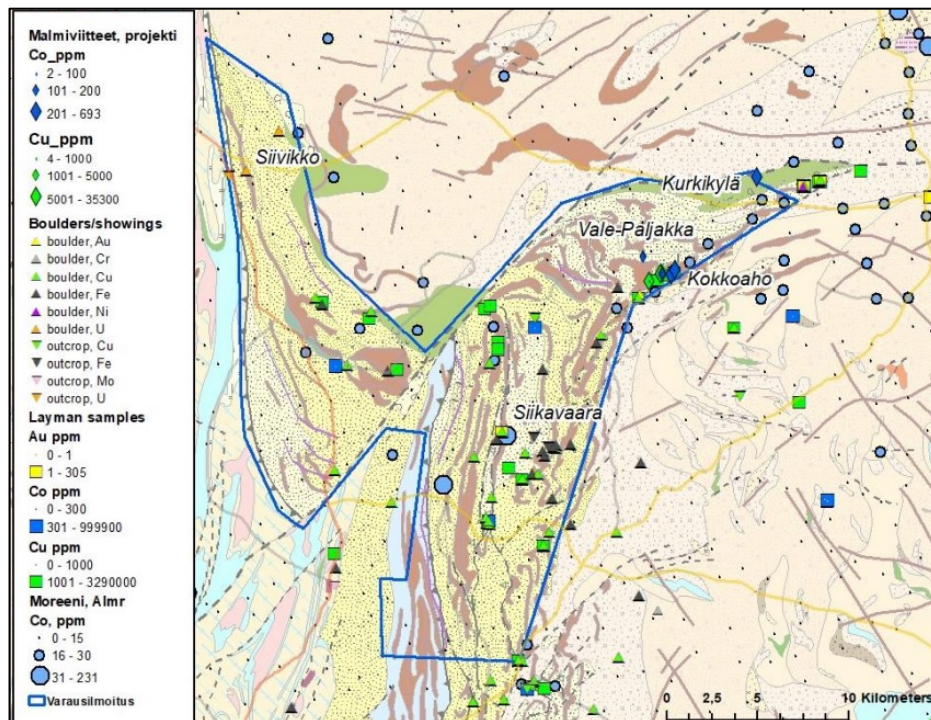 Malmiviitteet, projekti
Co_ppm
2 - 100
101 - 200
201 - 693
Cu_ppm
4 - 1000
1001 - 5000
5001 - 35300
Boulders/showings
boulder, Au
boulder, Cr
boulder, Cu
boulder, Fe
boulder, Ni
boulder, U
outcrop, Cu
outcrop, Fe
outcrop, Mo
outcrop, U
Layman samples
Au ppm
0 - 1
1 - 305
Co ppm
0 - 300
301 - 999900
Cu ppm
0 - 1000
1001 - 3290000
Moreeni, Almr
Co, ppm
0 - 15
16 - 30
31 - 231
Varausilmoitus
Siivikko
Kurkikylä
Vale-Paljakka
Kokkoaho
Siikavaara
0 2,5 5 10 Kilometers